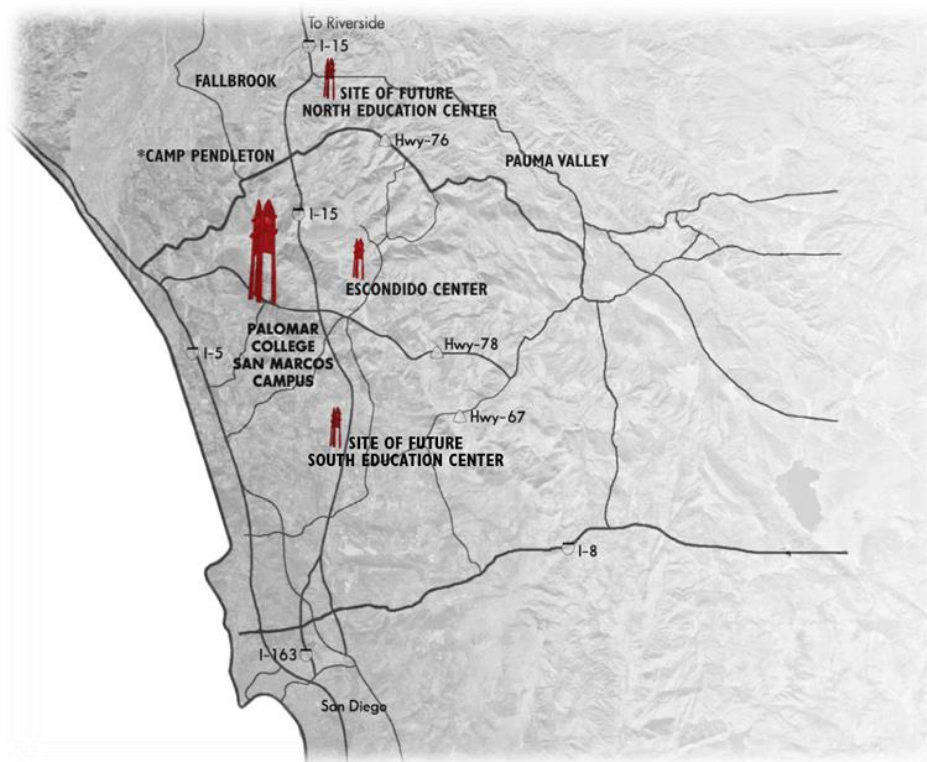 To Riverside
I-15
FALLBROOK
SITE OF FUTURE
NORTH EDUCATION CENTER
Hwy-76
*CAMP PENDLETON
PAUMA VALLEY
I-15
ESCONDIDO CENTER
PALOMAR
COLLEGE
SAN MARCOS
CAMPUS
I-5
Hwy-78
Hwy-67
SITE OF FUTURE
SOUTH EDUCATION CENTER
I-8
I-163
San Diego